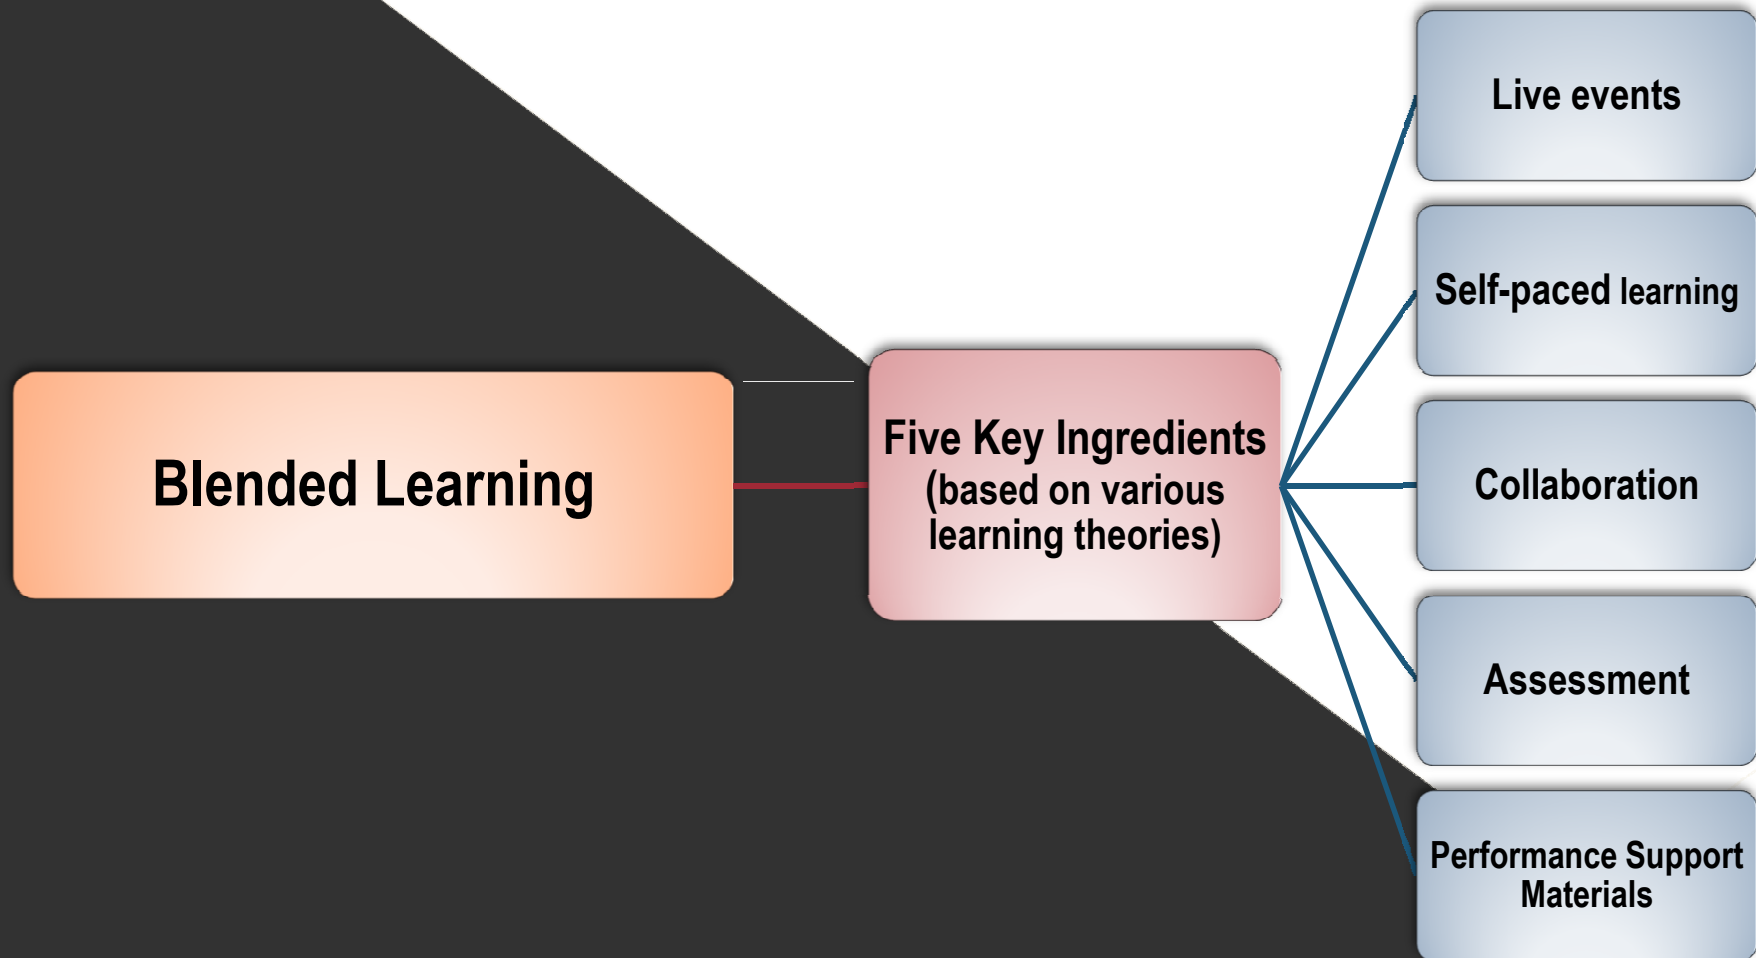 Blended Learning
Five Key Ingredients
(based on various
learning theories)
Live events
Self-paced learning
Collaboration
Assessment
Performance Support
Materials